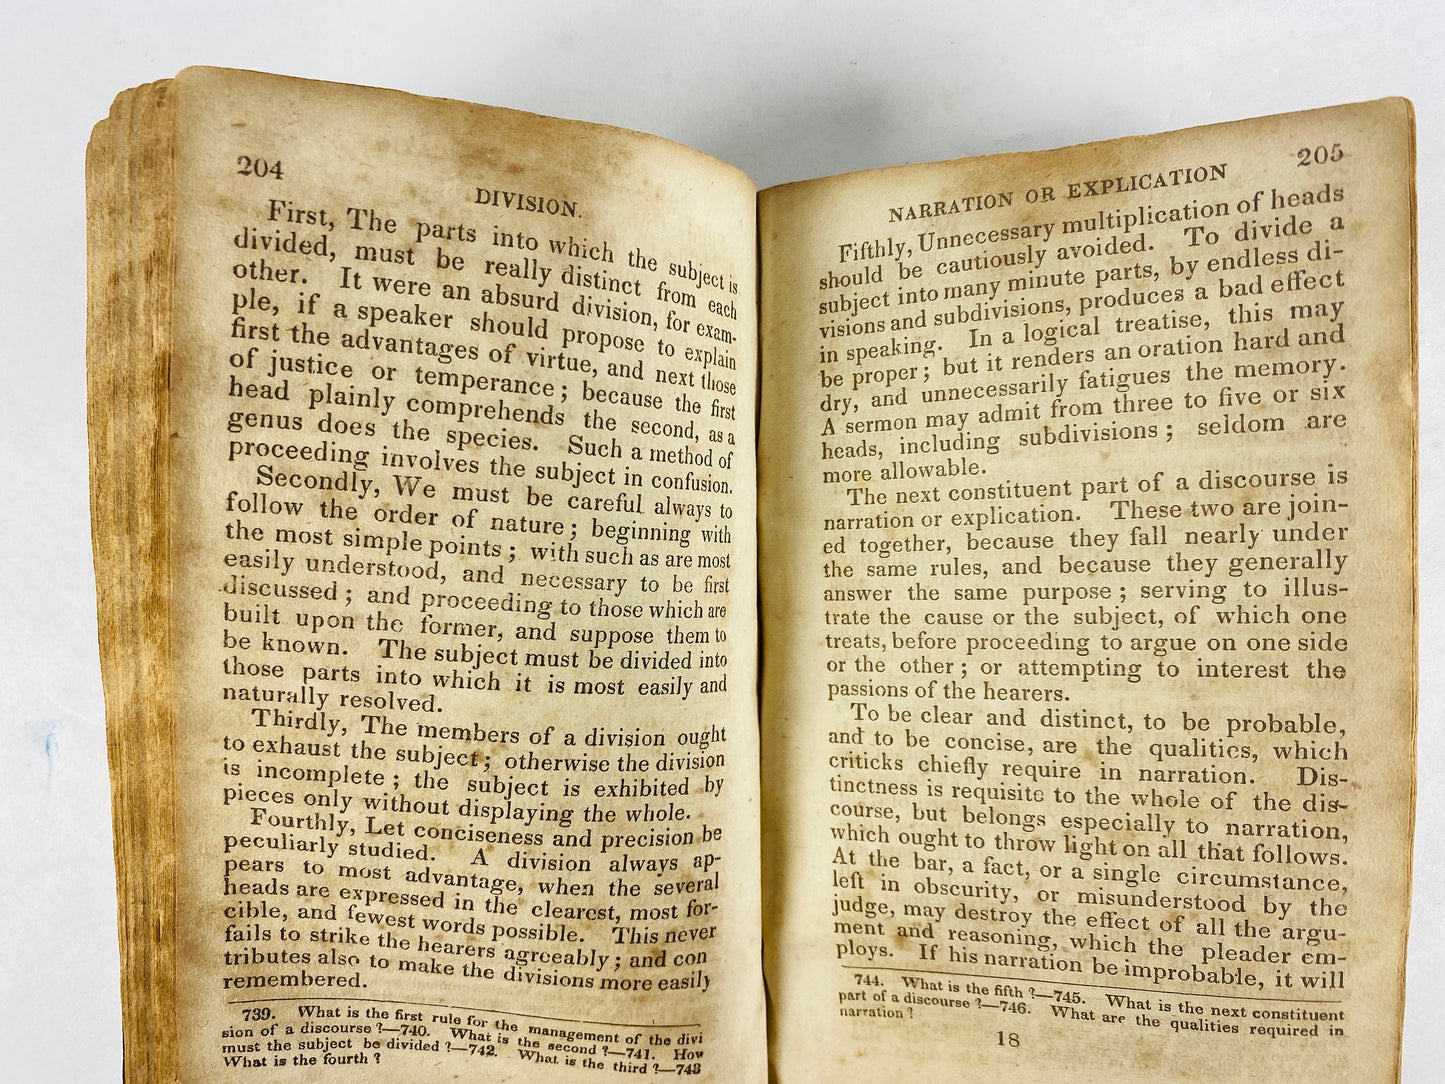 204
DIVISION.
First, The parts into which the subject is
divided, must be really distinct from each
other. It were an absurd division, for exam-
ple, if a speaker should propose to explain
first the advantages of virtue, and next those
of justice or temperance; because the first
head plainly comprehends the second, as a
genus does the species. Such a method of
proceeding involves the subject in confusion.
Secondly, We must be careful always to
follow the order of nature; beginning with
the most simple points; with such as are most
easily understood, and necessary to be first
discussed; and proceeding to those which are
built upon the former, and suppose them to
be known. The subject must be divided into
those parts into which it is most easily and
naturally resolved.
Thirdly, The members of a division ought
to exhaust the subject; otherwise the division
is incomplete; the subject is exhibited by
pieces only without displaying the whole.
Fourthly, Let conciseness and precision be
peculiarly studied. A division always ap-
pears to most advantage, when the several
heads are expressed in the clearest, most for-
cible, and fewest words possible. This never
fails to strike the hearers agreeably; and con
tributes also to make the divisions more easily
remembered.
739. What is the first rule for the management of the divi
sion of a discourse?—740. What is the second?—741. How
must the subject be divided?—742. What is the third?—743
What is the fourth?
205
NARRATION OR EXPLICATION
Fifthly, Unnecessary multiplication of heads
should be cautiously avoided. To divide a
subject into many minute parts, by endless di-
visions and subdivisions, produces a bad effect
in speaking. In a logical treatise, this may
be proper; but it renders an oration hard and
dry, and unnecessarily fatigues the memory.
A sermon may admit from three to five or six
heads, including subdivisions; seldom are
more allowable.
The next constituent part of a discourse is
narration or explication. These two are join-
ed together, because they fall nearly under
the same rules, and because they generally
answer the same purpose; serving to illus-
trate the cause or the subject, of which one
treats, before proceeding to argue on one side
or the other; or attempting to interest the
passions of the hearers.
To be clear and distinct, to be probable,
and to be concise, are the qualities, which
criticks chiefly require in narration. Dis-
tinctness is requisite to the whole of the dis-
course, but belongs especially to narration,
which ought to throw light on all that follows.
At the bar, a fact, or a single circumstance,
left in obscurity, or misunderstood by the
judge, may destroy the effect of all the argu-
ment and reasoning, which the pleader em-
ploys. If his narration be improbable, it will
744. What is the fifth?—745. What is the next constituent
part of a discourse?—746. What are the qualities required in
narration?
18